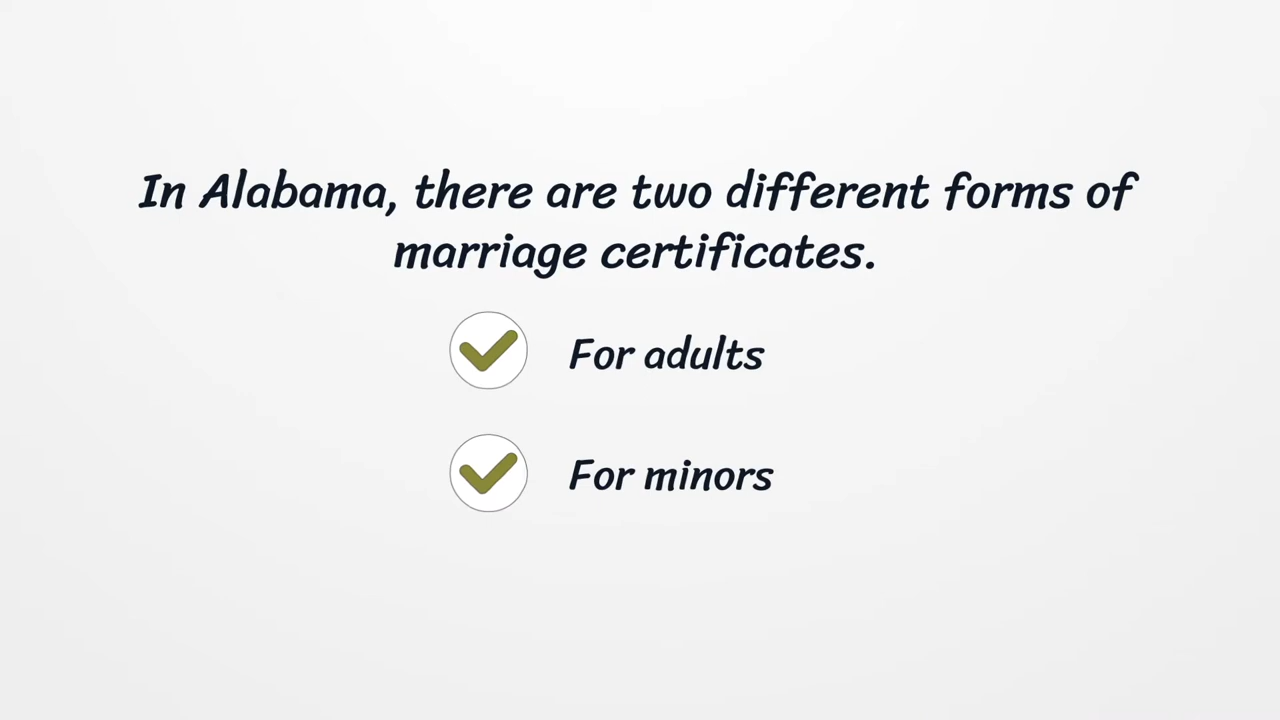 In Alabama, there are two different forms of
marriage certificates.
For adults
For minors